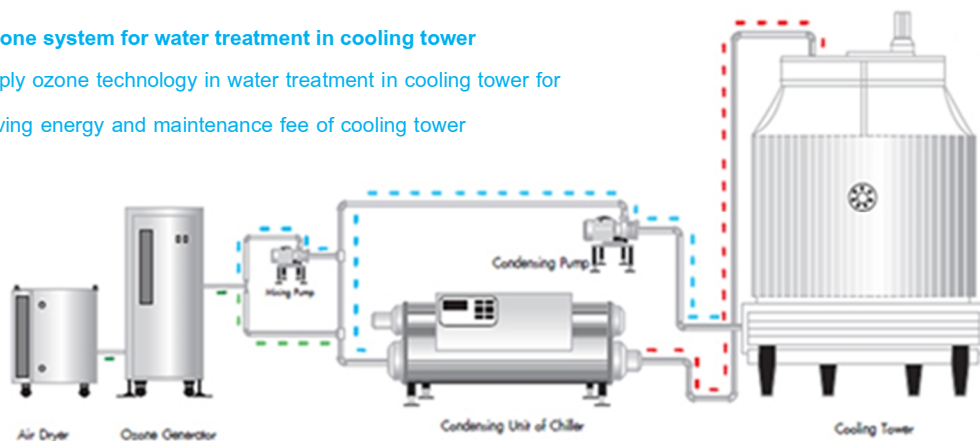 one system for water treatment in cooling tower
ply ozone technology in water treatment in cooling tower for
ving energy and maintenance fee of cooling tower
Condensing Pump
Mixing Pump
Condensing Unit of Chiller
Cooling Tower
Air Dryer
Ozone Generator